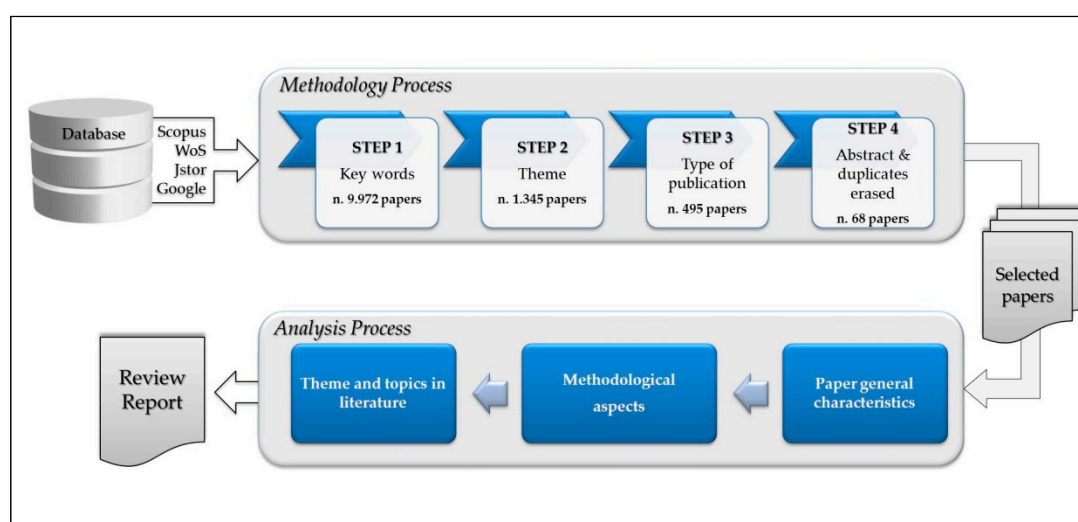 Methodology Process
Database
Scopus
WoS
Jstor
Google
STEP 1
Key words
n. 9.972 papers
STEP 2
Theme
n. 1.345 papers
STEP 3
Type of
publication
n. 495 papers
STEP 4
Abstract &
duplicates
erased
n. 68 papers
Selected
papers
Analysis Process
Paper general
characteristics
Methodological
aspects
Theme and topics in
literature
Review
Report